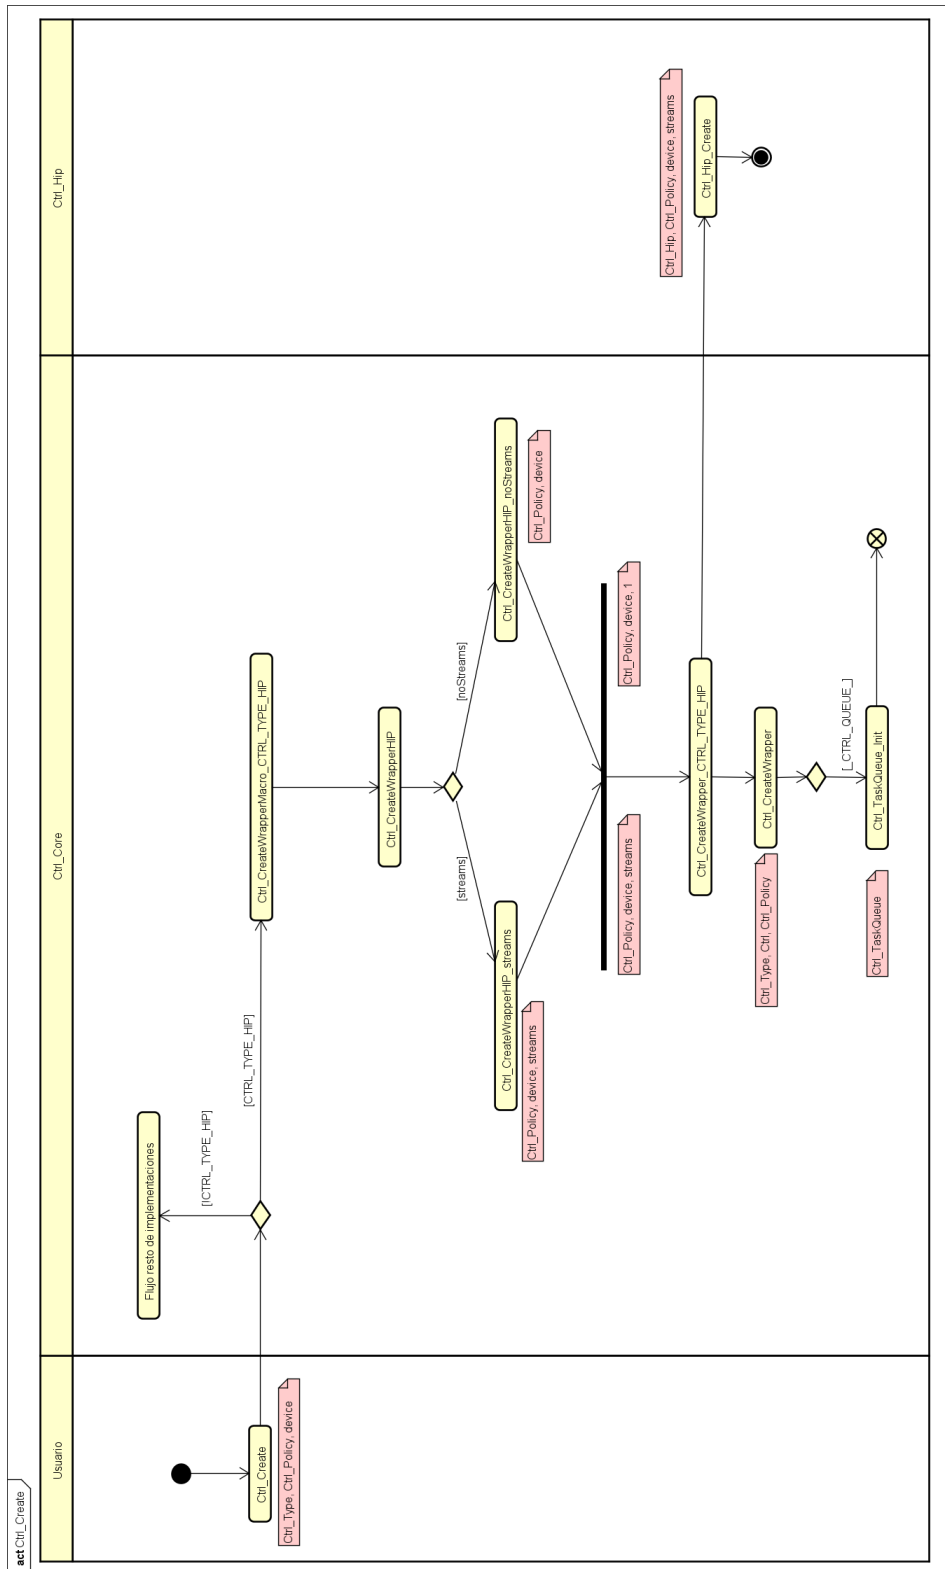 act Ctrl_Create
Usuario
Ctrl_Core
Ctrl_Hip
Ctrl_Create
Ctrl_Type, Ctrl_Policy, device
Flujo resto de implementaciones
[!CTRL_TYPE_HIP]
[CTRL_TYPE_HIP]
Ctrl_CreateWrapperMacro_CTRL_TYPE_HIP
Ctrl_CreateWrapperHIP
[streams]
[noStreams]
Ctrl_CreateWrapperHIP_streams
Ctrl_Policy, device, streams
Ctrl_CreateWrapperHIP_noStreams
Ctrl_Policy, device
Ctrl_Policy, device, streams
Ctrl_Policy, device, 1
Ctrl_CreateWrapper_CTRL_TYPE_HIP
Ctrl_Hip, Ctrl_Policy, device, streams
Ctrl_Hip_Create
Ctrl_Type, Ctrl, Ctrl_Policy
Ctrl_CreateWrapper
[_CTRL_QUEUE_]
Ctrl_TaskQueue
Ctrl_TaskQueue_Init